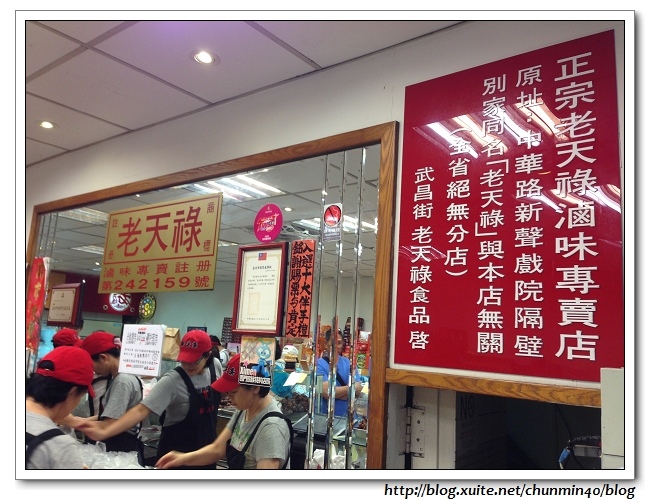 正宗老天祿滷味專賣店
原址：中華路新聲戲院隔壁
別家同名「老天祿」與本店無關
（全省絕無分店）
武昌街 老天祿食品 啓
老天祿
滷味專賣註册
第242159號
http://blog.xuite.net/chunmin40/blog